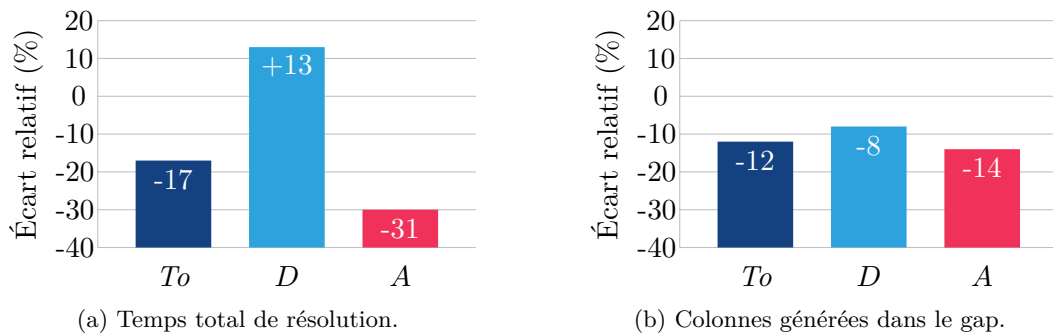 Écart relatif (%)
20
10
0
-10
-20
-30
-40
-17
+13
-31
To
D
A
(a) Temps total de résolution.
Écart relatif (%)
20
10
0
-10
-20
-30
-40
-12
-8
-14
To
D
A
(b) Colonnes générées dans le gap.